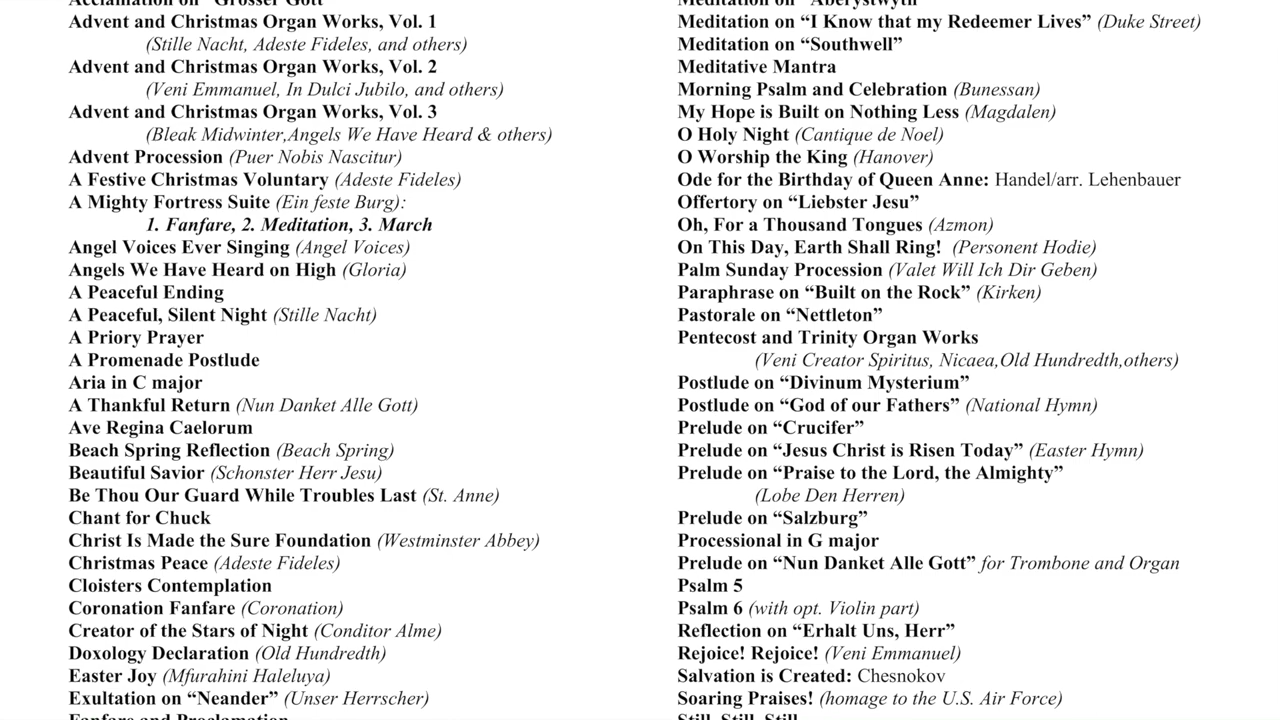 Acclamation on “Grosser Gott”
Advent and Christmas Organ Works, Vol. 1
(Stille Nacht, Adeste Fideles, and others)
Advent and Christmas Organ Works, Vol. 2
(Veni Emmanuel, In Dulci Jubilo, and others)
Advent and Christmas Organ Works, Vol. 3
(Bleak Midwinter,Angels We Have Heard & others)
Advent Procession (Puer Nobis Nascitur)
A Festive Christmas Voluntary (Adeste Fideles)
A Mighty Fortress Suite (Ein feste Burg):
1. Fanfare, 2. Meditation, 3. March
Angel Voices Ever Singing (Angel Voices)
Angels We Have Heard on High (Gloria)
A Peaceful Ending
A Peaceful, Silent Night (Stille Nacht)
A Priory Prayer
A Promenade Postlude
Aria in C major
A Thankful Return (Nun Danket Alle Gott)
Ave Regina Caelorum
Beach Spring Reflection (Beach Spring)
Beautiful Savior (Schonster Herr Jesu)
Be Thou Our Guard While Troubles Last (St. Anne)
Chant for Chuck
Christ Is Made the Sure Foundation (Westminster Abbey)
Christmas Peace (Adeste Fideles)
Cloisters Contemplation
Coronation Fanfare (Coronation)
Creator of the Stars of Night (Conditor Alme)
Doxology Declaration (Old Hundredth)
Easter Joy (Mfurahini Haleluya)
Exultation on “Neander” (Unser Herrscher)
Fanfare and Proclamation
Meditation on “Aberystwyth”
Meditation on “I Know that my Redeemer Lives” (Duke Street)
Meditation on “Southwell”
Meditative Mantra
Morning Psalm and Celebration (Bunessan)
My Hope is Built on Nothing Less (Magdalen)
O Holy Night (Cantique de Noel)
O Worship the King (Hanover)
Ode for the Birthday of Queen Anne: Handel/arr. Lehenbauer
Offertory on “Liebster Jesu”
Oh, For a Thousand Tongues (Azmon)
On This Day, Earth Shall Ring! (Personent Hodie)
Palm Sunday Procession (Valet Will Ich Dir Geben)
Paraphrase on “Built on the Rock” (Kirken)
Pastorale on “Nettleton”
Pentecost and Trinity Organ Works
(Veni Creator Spiritus, Nicaea,Old Hundredth,others)
Postlude on “Divinum Mysterium”
Postlude on “God of our Fathers” (National Hymn)
Prelude on “Crucifer”
Prelude on “Jesus Christ is Risen Today” (Easter Hymn)
Prelude on “Praise to the Lord, the Almighty”
(Lobe Den Herren)
Prelude on “Salzburg”
Processional in G major
Prelude on “Nun Danket Alle Gott” for Trombone and Organ
Psalm 5
Psalm 6 (with opt. Violin part)
Reflection on “Erhalt Uns, Herr”
Rejoice! Rejoice! (Veni Emmanuel)
Salvation is Created: Chesnokov
Soaring Praises! (homage to the U.S. Air Force)
Still, Still, Still